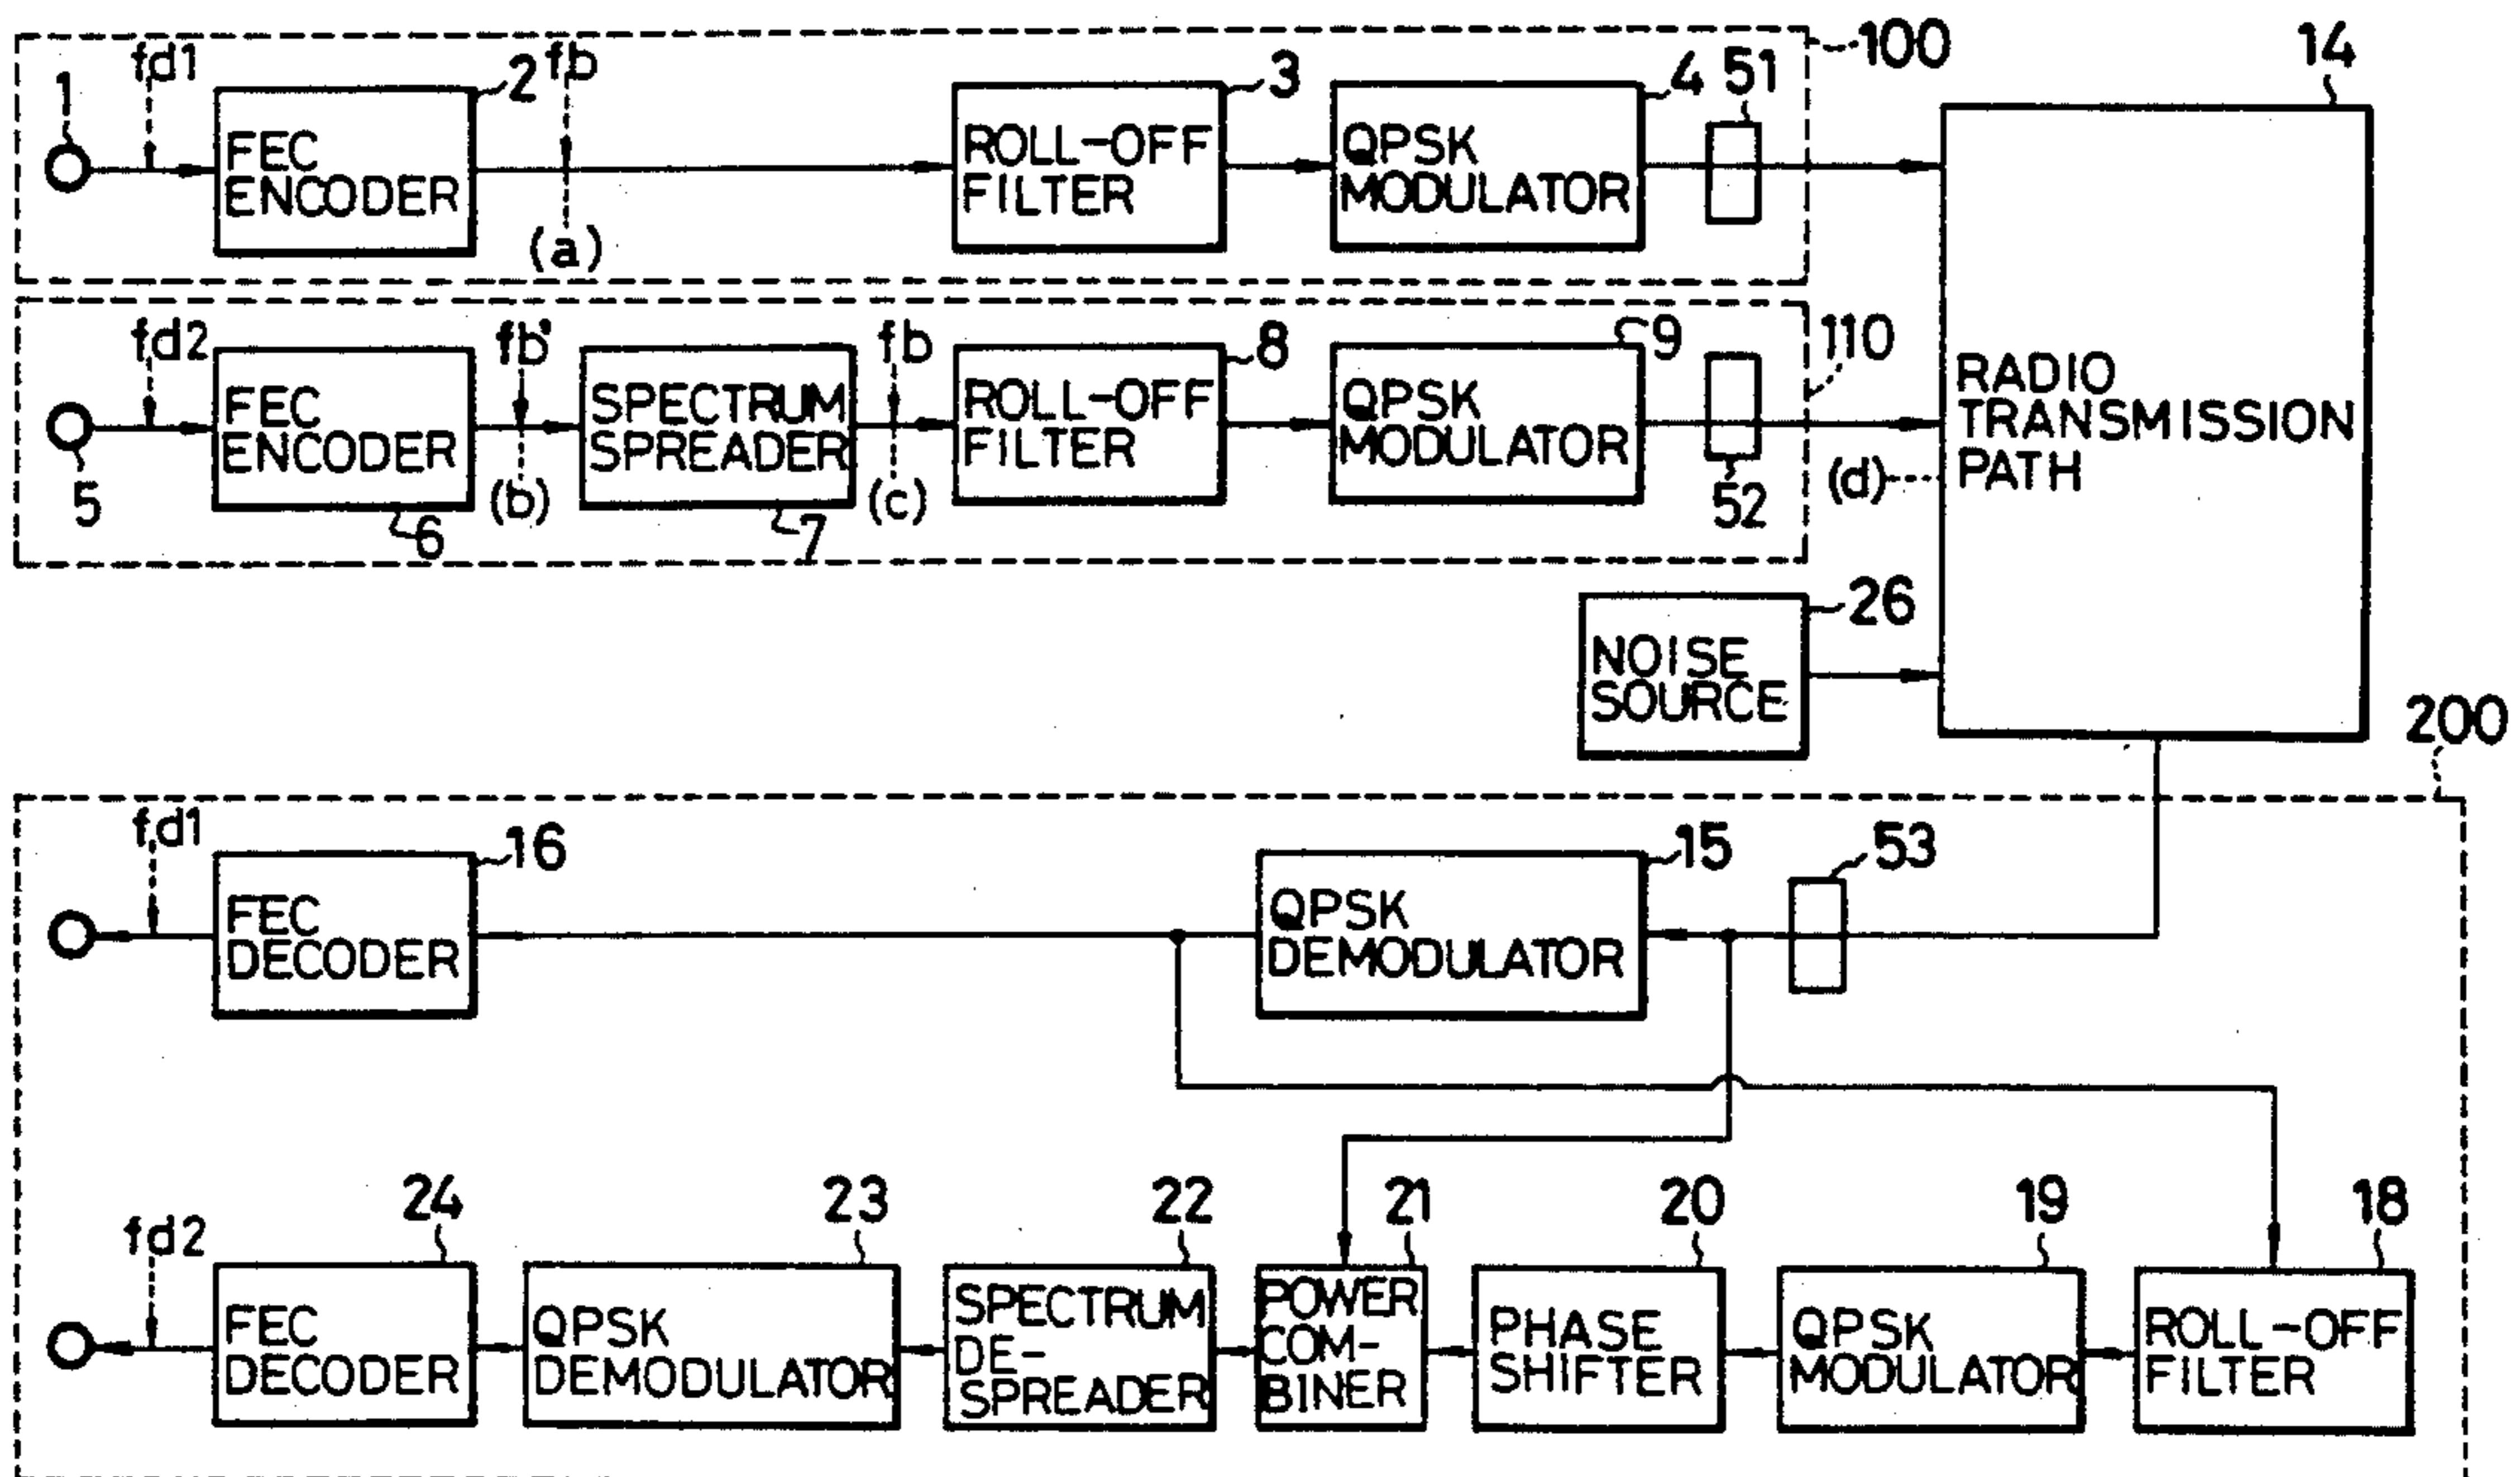 100
14
fd1
2
fb
3
4
51
1
FEC
ENCODER
ROLL-OFF
FILTER
QPSK
MODULATOR
(a)
fd2
fb'
fb
8
9
110
FEC
ENCODER
SPECTRUM
SPREADER
ROLL-OFF
FILTER
QPSK
MODULATOR
RADIO
TRANSMISSION
PATH
5
6
(b)
7
(c)
52
(d)
26
NOISE
SOURCE
200
fd1
16
15
53
FEC
DECODER
QPSK
DEMODULATOR
fd2
24
23
22
21
20
19
18
FEC
DECODER
QPSK
DEMODULATOR
SPECTRUM
DE-
SPREADER
POWER
COM-
BINER
PHASE
SHIFTER
QPSK
MODULATOR
ROLL-OFF
FILTER